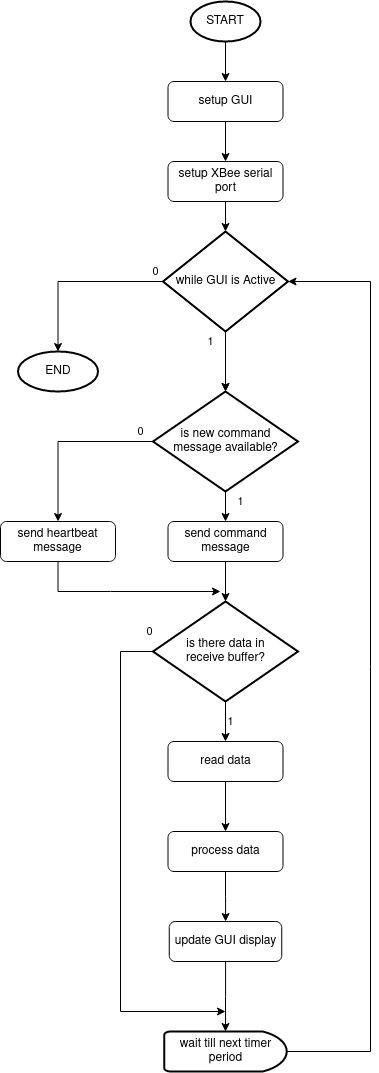 START
setup GUI
setup XBee serial
port
0
while GUI is Active
1
END
0
is new command
message available?
1
send heartbeat
message
send command
message
0
is there data in
receive buffer?
1
read data
process data
update GUI display
wait till next timer
period